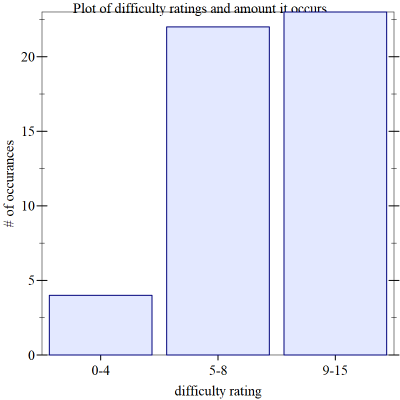 Plot of difficulty ratings and amount it occurs
20
15
10
5
0
# of occurances
0-4 5-8 9-15
difficulty rating